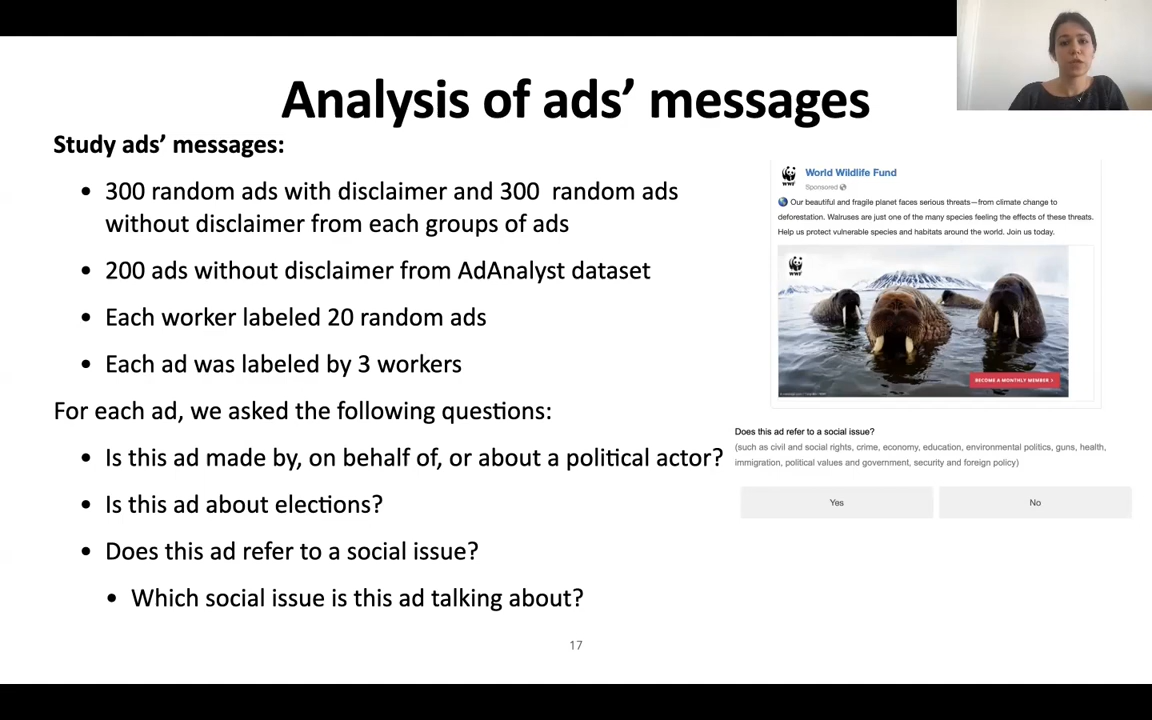 Analysis of ads’ messages
Study ads’ messages:
• 300 random ads with disclaimer and 300 random ads
without disclaimer from each groups of ads
• 200 ads without disclaimer from AdAnalyst dataset
• Each worker labeled 20 random ads
• Each ad was labeled by 3 workers
For each ad, we asked the following questions:
• Is this ad made by, on behalf of, or about a political actor?
• Is this ad about elections?
• Does this ad refer to a social issue?
• Which social issue is this ad talking about?
WWF
World Wildlife Fund
Sponsored
Our beautiful and fragile planet faces serious threats—from climate change to
deforestation. Walruses are just one of the many species feeling the effects of these threats.
Help us protect vulnerable species and habitats around the world. Join us today.
WWF
BECOME A MONTHLY MEMBER >
Does this ad refer to a social issue?
(such as civil and social rights, crime, economy, education, environmental politics, guns, health,
immigration, political values and government, security and foreign policy)
Yes
No
17